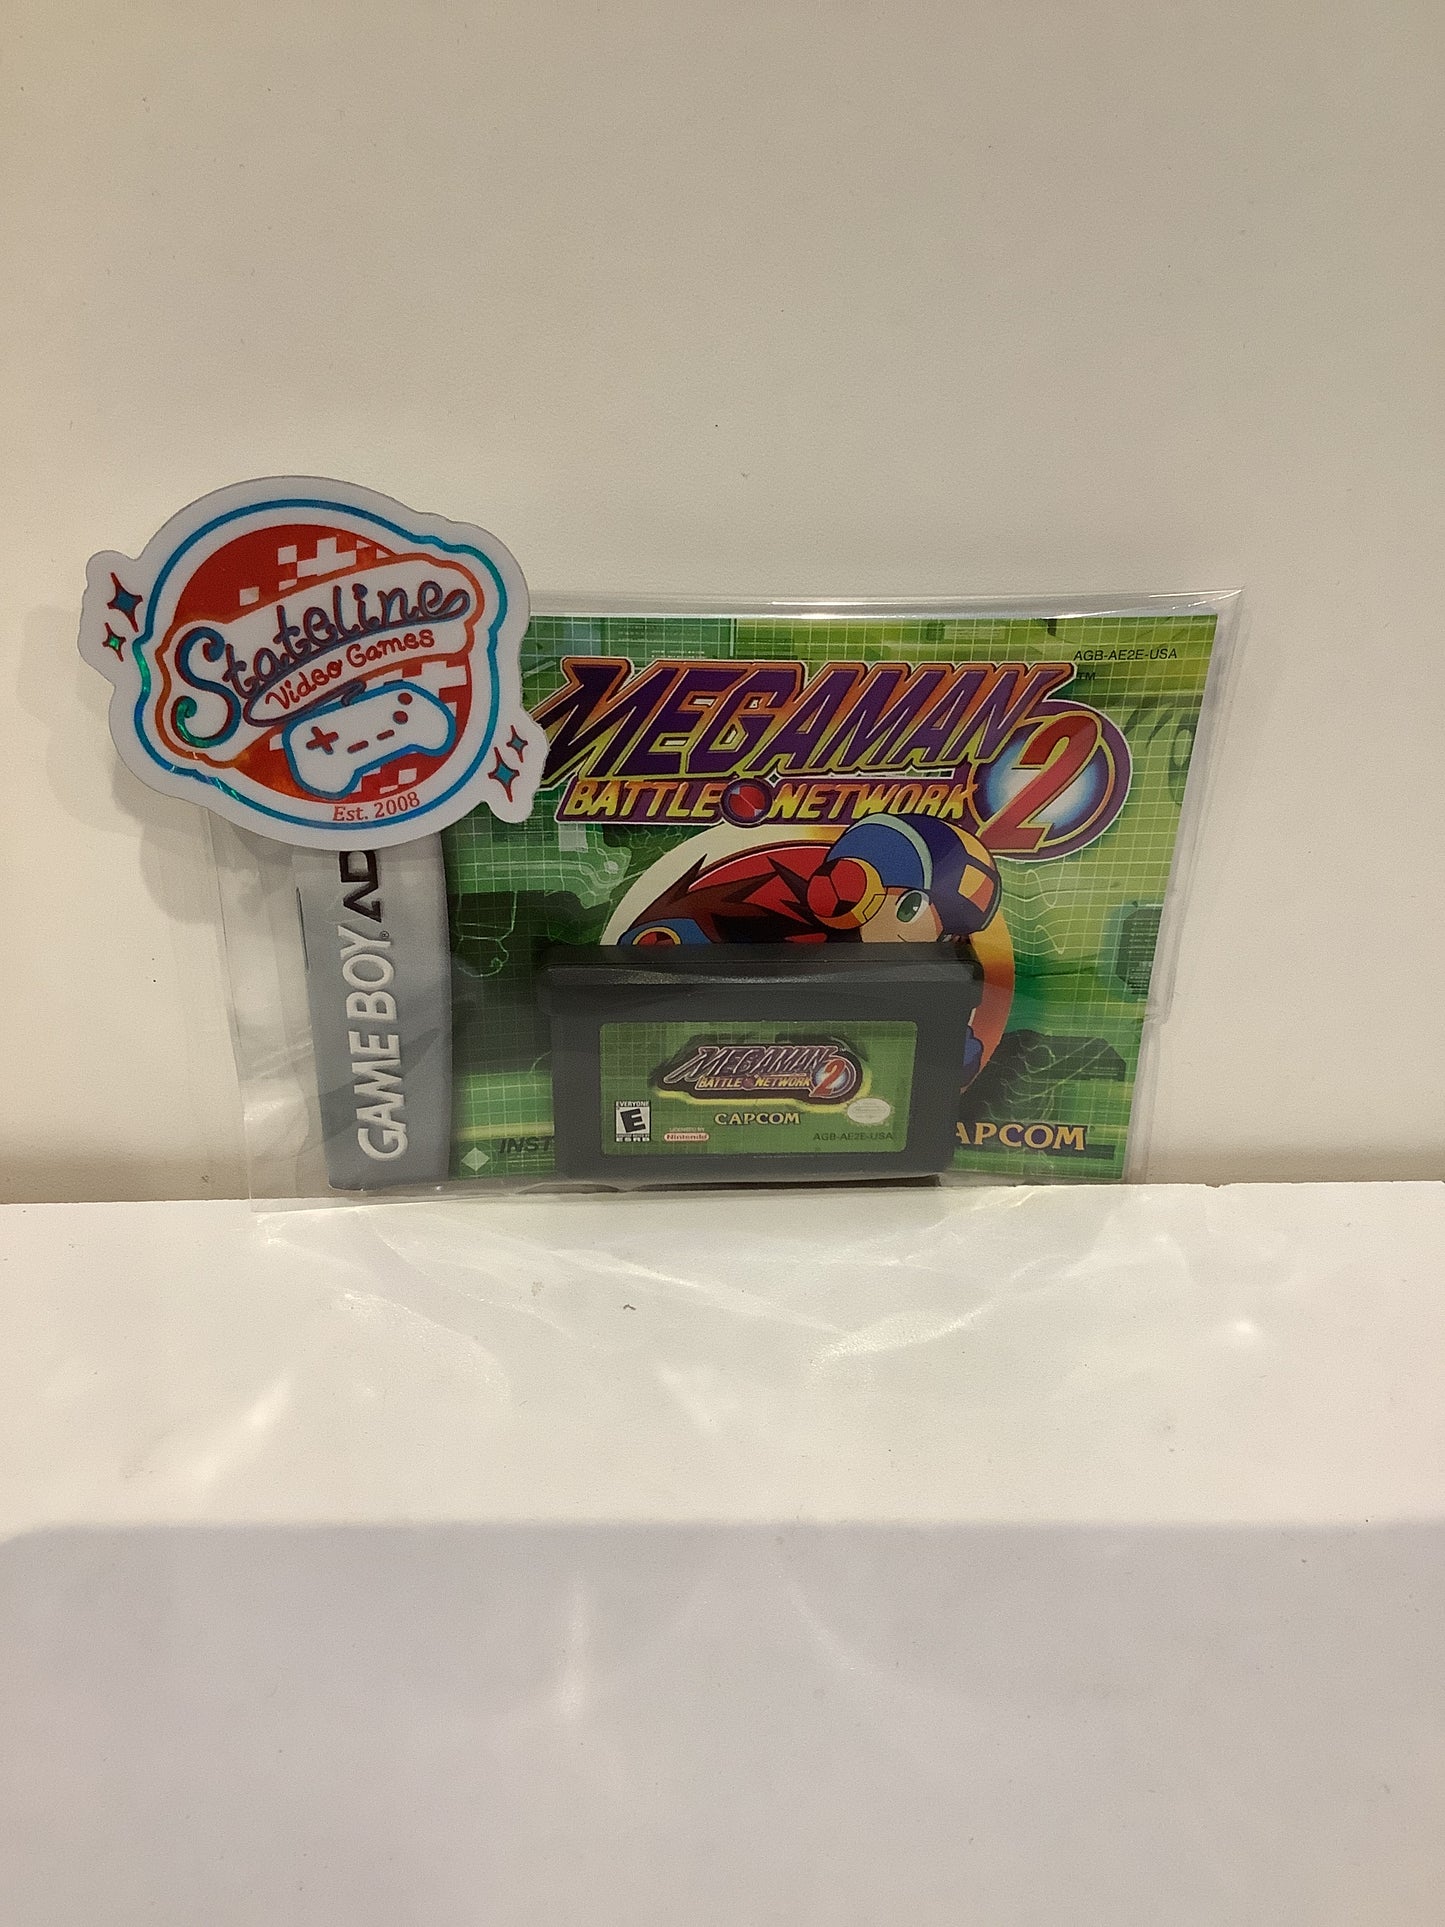 Stateline
Video Games
Est. 2008
GAME BOY AD
AGB-AE2E-USA
MEGAMAN
TM
BATTLE NETWORK 2
INST
APCOM
MEGAMAN
BATTLE NETWORK 2
EVERYONE
E
ESRB
LICENSED BY
Nintendo
CAPCOM
AGB-AE2E-USA